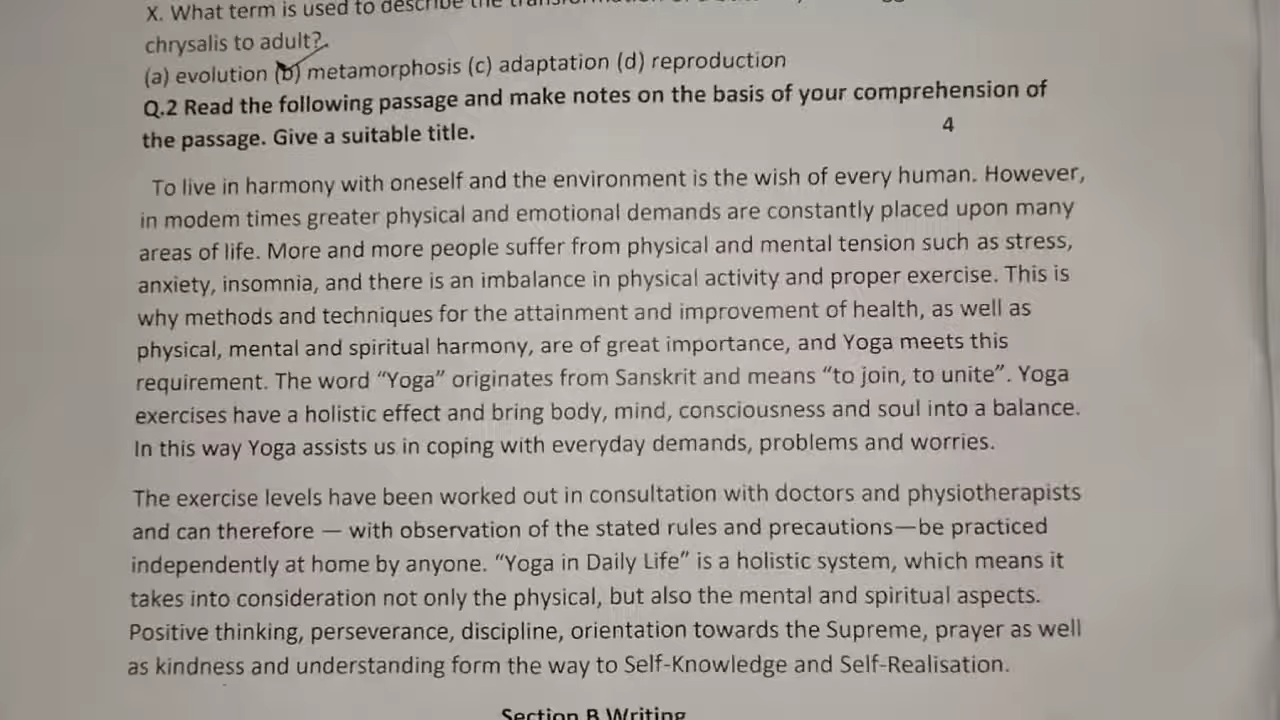 X. What term is used to describe the
chrysalis to adult?
(a) evolution (b) metamorphosis (c) adaptation (d) reproduction
Q.2 Read the following passage and make notes on the basis of your comprehension of
the passage. Give a suitable title.
4
To live in harmony with oneself and the environment is the wish of every human. However,
in modem times greater physical and emotional demands are constantly placed upon many
areas of life. More and more people suffer from physical and mental tension such as stress,
anxiety, insomnia, and there is an imbalance in physical activity and proper exercise. This is
why methods and techniques for the attainment and improvement of health, as well as
physical, mental and spiritual harmony, are of great importance, and Yoga meets this
requirement. The word “Yoga” originates from Sanskrit and means “to join, to unite”. Yoga
exercises have a holistic effect and bring body, mind, consciousness and soul into a balance.
In this way Yoga assists us in coping with everyday demands, problems and worries.
The exercise levels have been worked out in consultation with doctors and physiotherapists
and can therefore — with observation of the stated rules and precautions—be practiced
independently at home by anyone. “Yoga in Daily Life” is a holistic system, which means it
takes into consideration not only the physical, but also the mental and spiritual aspects.
Positive thinking, perseverance, discipline, orientation towards the Supreme, prayer as well
as kindness and understanding form the way to Self-Knowledge and Self-Realisation.
Section B Writing